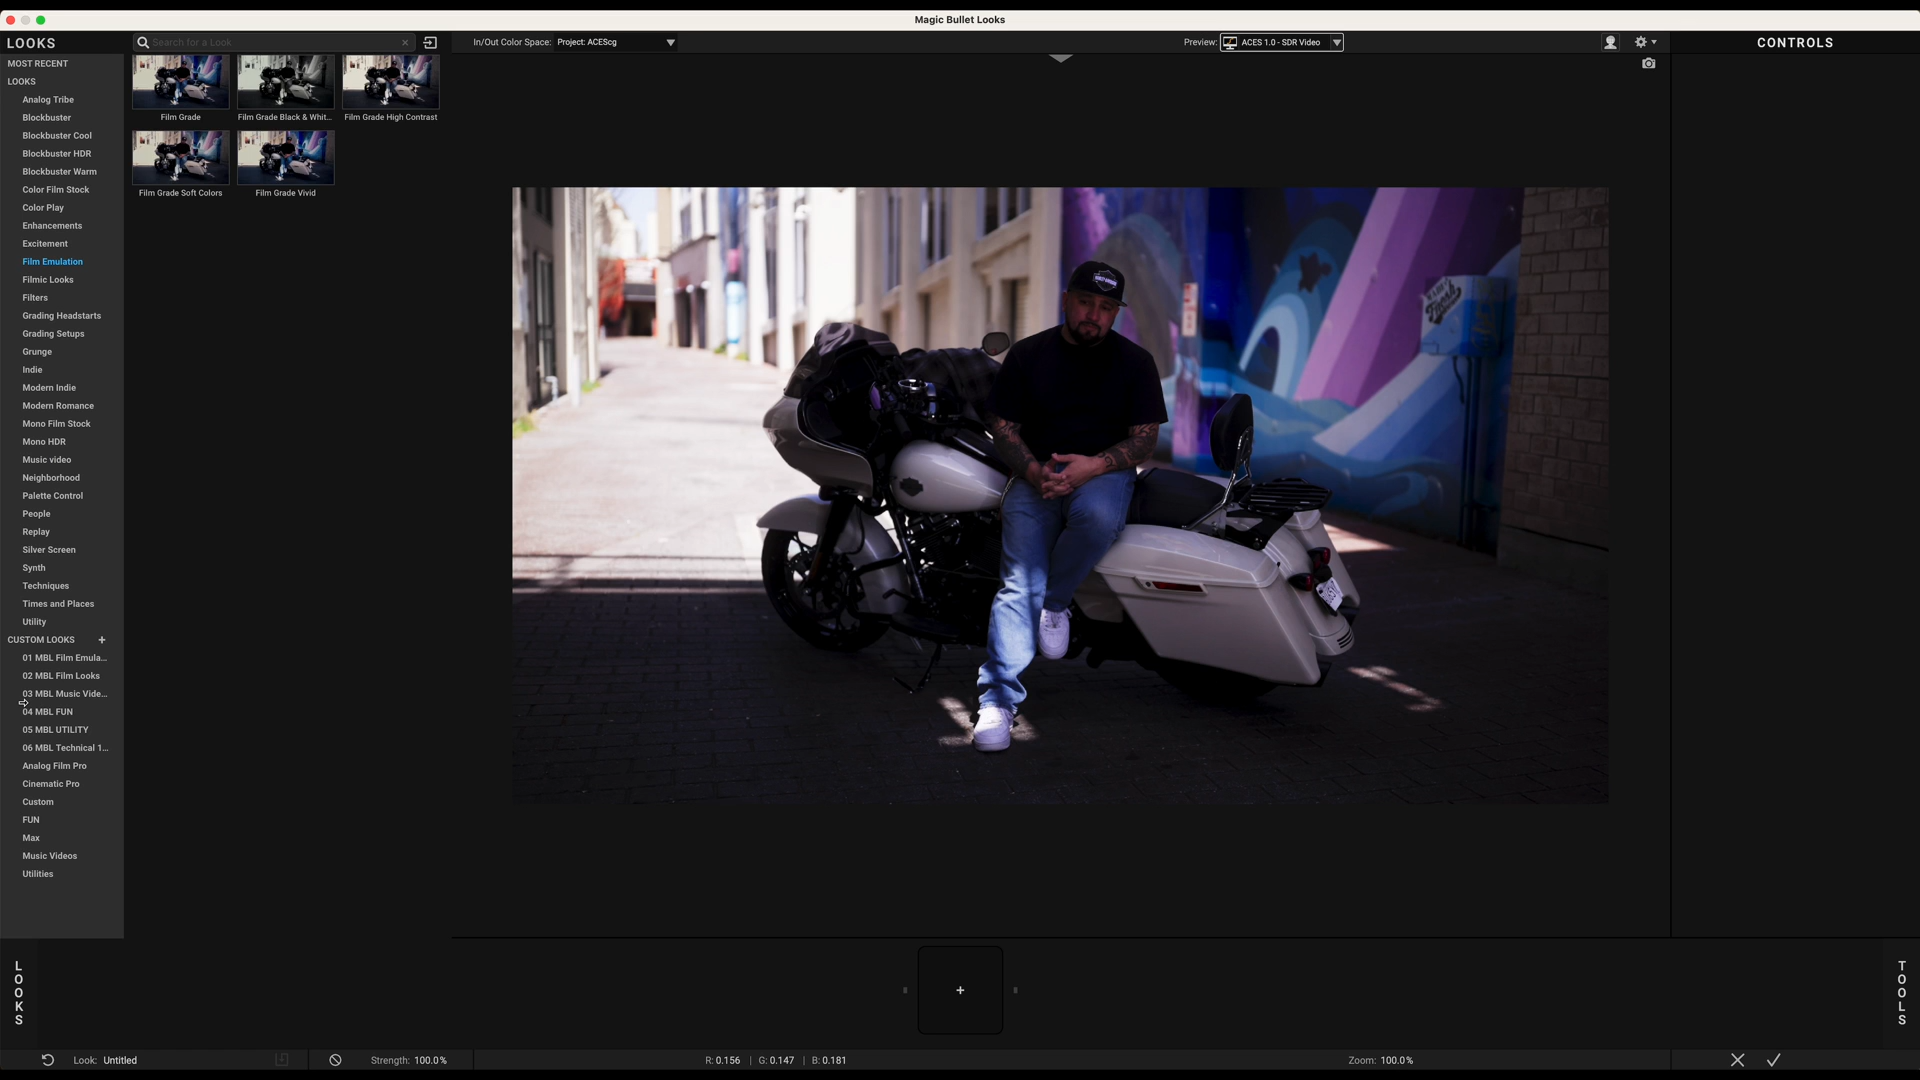 Magic Bullet Looks
LOOKS
Search for a Look
In/Out Color Space: Project: ACEScg
Preview: ACES 1.0 - SDR Video
CONTROLS
MOST RECENT
LOOKS
Analog Tribe
Blockbuster
Blockbuster Cool
Blockbuster HDR
Blockbuster Warm
Color Film Stock
Color Play
Enhancements
Excitement
Film Emulation
Filmic Looks
Filters
Grading Headstarts
Grading Setups
Grunge
Indie
Modern Indie
Modern Romance
Mono Film Stock
Mono HDR
Music video
Neighborhood
Palette Control
People
Replay
Silver Screen
Synth
Techniques
Times and Places
Utility
CUSTOM LOOKS +
01 MBL Film Emula...
02 MBL Film Looks
03 MBL Music Vide...
04 MBL FUN
05 MBL UTILITY
06 MBL Technical 1...
Analog Film Pro
Cinematic Pro
Custom
FUN
Max
Music Videos
Utilities
Film Grade
Film Grade Black & Whit...
Film Grade High Contrast
Film Grade Soft Colors
Film Grade Vivid
LOOKS
+
TOOLS
Look: Untitled
Strength: 100.0%
R: 0.156 | G: 0.147 | B: 0.181
Zoom: 100.0%